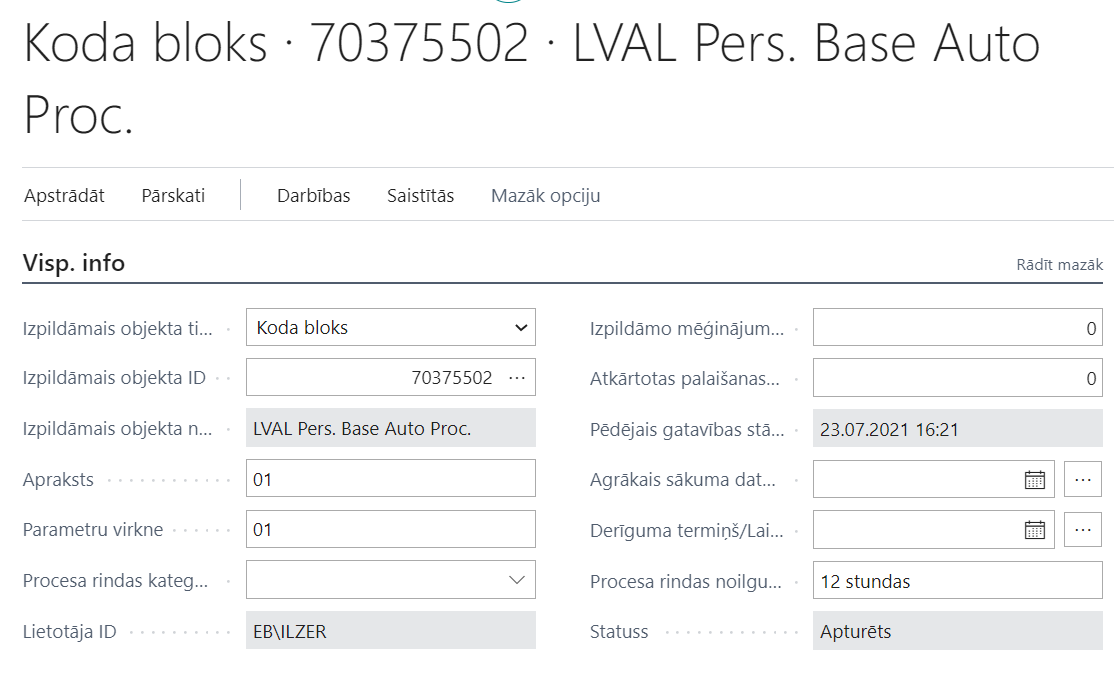 Koda bloks · 70375502 · LVAL Pers. Base Auto
Proc.
Apstrādāt Pārskati Darbības Saistītās Mazāk opciju
Visp. info Rādīt mazāk
Izpildāmais objekta ti... Koda bloks
Izpildāmais objekta ID 70375502 ...
Izpildāmais objekta n... LVAL Pers. Base Auto Proc.
Apraksts 01
Parametru virkne 01
Procesa rindas kateg...
Lietotāja ID EB\ILZER
Izpildāmo mēģinājum... 0
Atkārtotas palaišanas... 0
Pēdējais gatavības stā... 23.07.2021 16:21
Agrākais sākuma dat... ...
Derīguma termiņš/Lai... ...
Procesa rindas noilgu... 12 stundas
Statuss Apturēts